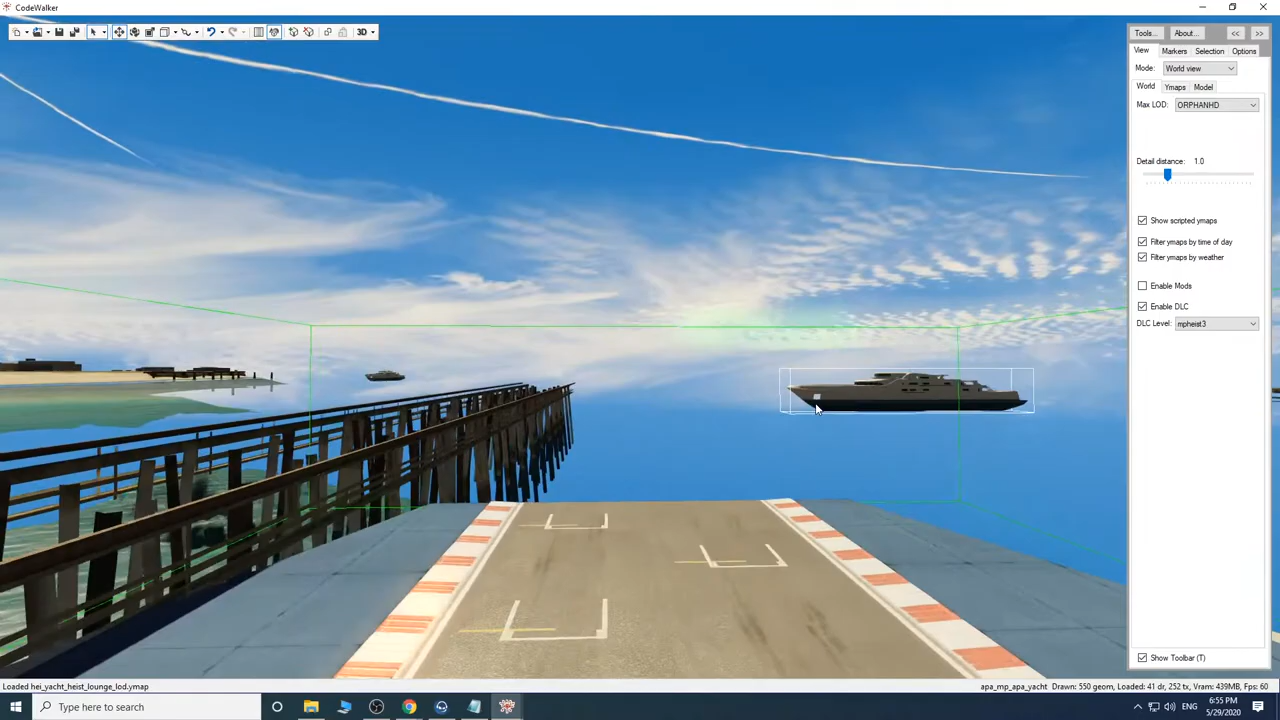 CodeWalker
3D
Tools...
About...
<<
>>
View
Markers
Selection
Options
Mode:
World view
World
Ymaps
Model
Max LOD:
ORPHANHD
Detail distance:
1.0
Show scripted ymaps
Filter ymaps by time of day
Filter ymaps by weather
Enable Mods
Enable DLC
DLC Level:
mpheist3
Show Toolbar (T)
Loaded hei_yacht_heist_lounge_lod.ymap
apa_mp_apa_yacht
Drawn: 550 geom, Loaded: 41 dr, 252 tx, Vram: 439MB, Fps: 60
Type here to search
ENG
6:55 PM
5/29/2020